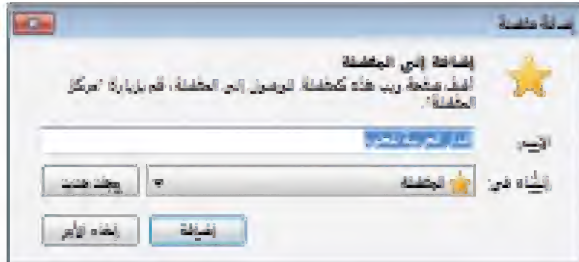 إضافة مفضلة
إضافة إلى المفضلة
أضف صفحة ويب هذه كمفضلة. للوصول إلى المفضلة، قم بزيارة "مركز
المفضلة".
الاسم:
إنشاء في: المفضلة مجلد جديد
إضافة إلغاء الأمر